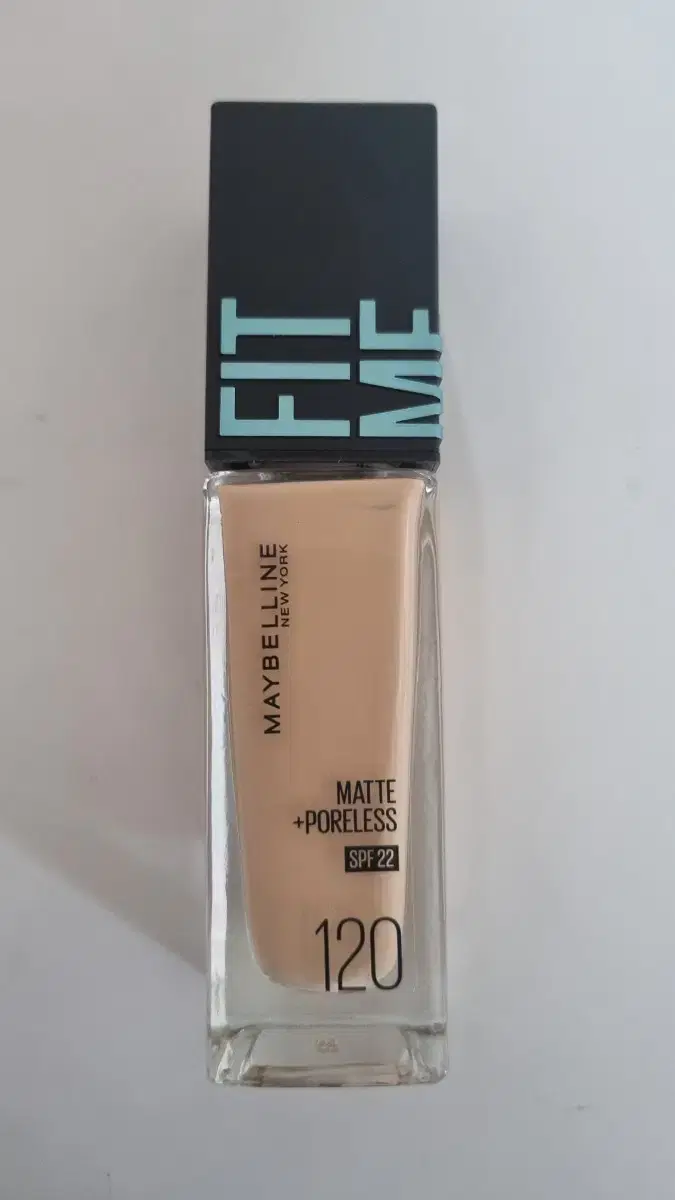 FIT
ME
MAYBELLINE
NEW YORK
MATTE
+PORELESS
SPF 22
120